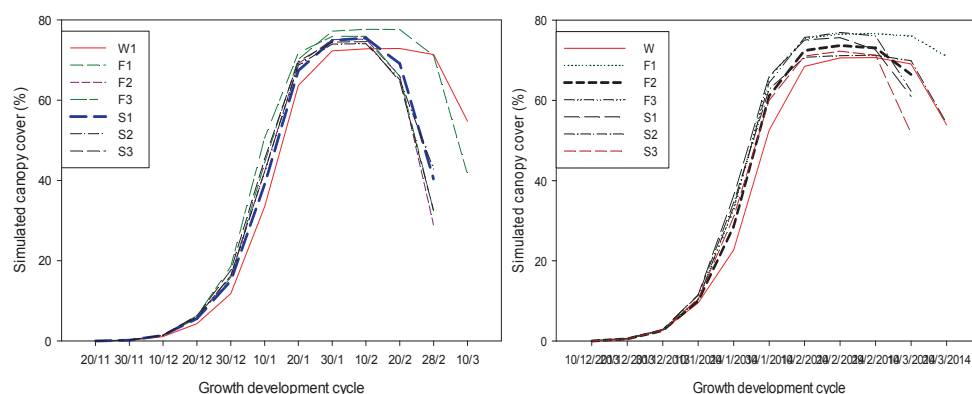 80
60
40
20
0
Simulated canopy cover (%)
W1
F1
F2
F3
S1
S2
S3
20/11 30/11 10/12 20/12 30/12 10/1 20/1 30/1 10/2 20/2 28/2 10/3
Growth development cycle
80
60
40
20
0
Simulated canopy cover (%)
W
F1
F2
F3
S1
S2
S3
10/12/2013
Growth development cycle